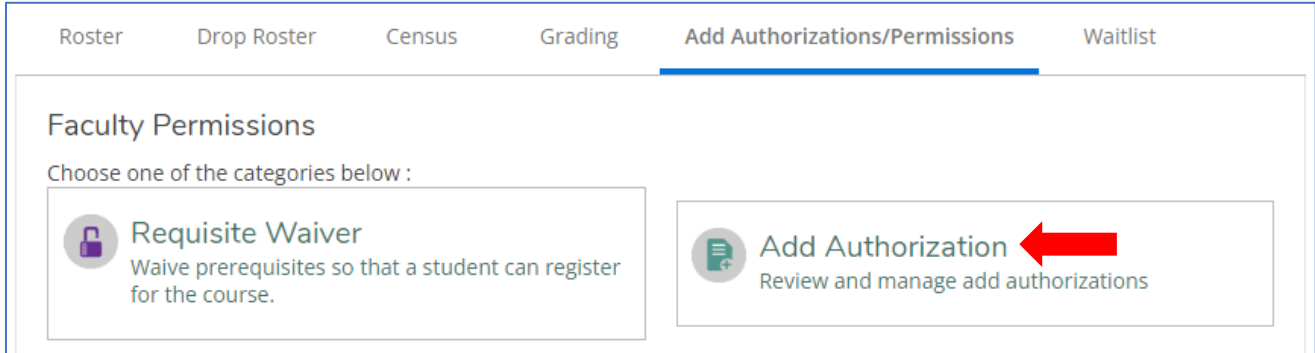 Roster Drop Roster Census Grading Add Authorizations/Permissions Waitlist
Faculty Permissions
Choose one of the categories below :
Requisite Waiver
Waive prerequisites so that a student can register
for the course.
Add Authorization
Review and manage add authorizations